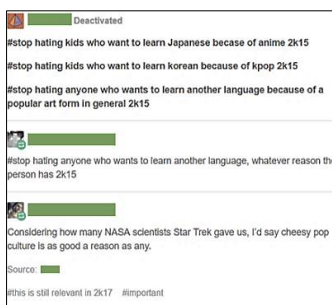 Deactivated
#stop hating kids who want to learn Japanese becase of anime 2k15
#stop hating kids who want to learn korean because of kpop 2k15
#stop hating anyone who wants to learn another language because of a
popular art form in general 2k15
#stop hating anyone who wants to learn another language, whatever reason the
person has 2k15
Considering how many NASA scientists Star Trek gave us, I'd say cheesy pop
culture is as good a reason as any.
Source:
#this is still relevant in 2k17 #important